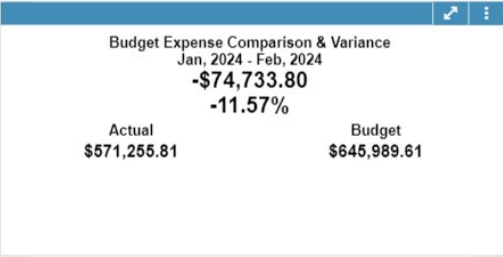 Budget Expense Comparison & Variance
Jan, 2024 - Feb, 2024
-$74,733.80
-11.57%
Actual Budget
$571,255.81 $645,989.61